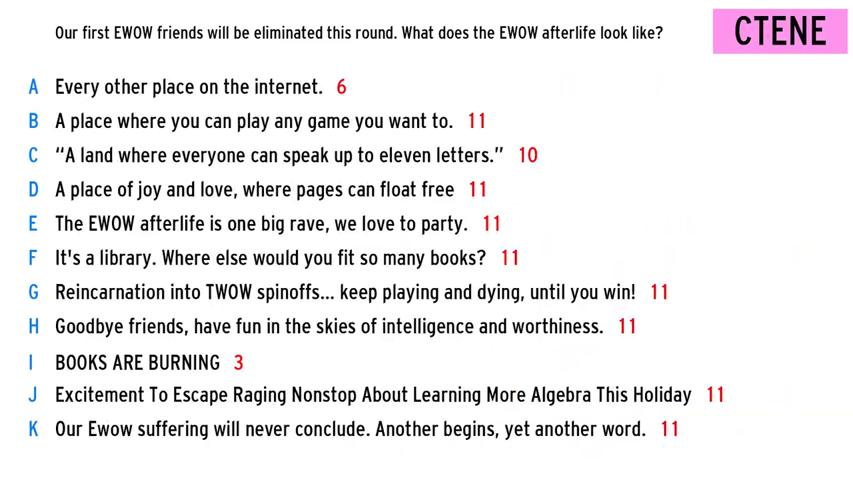 Our first EWOW friends will be eliminated this round. What does the EWOW afterlife look like?
CTENE
A Every other place on the internet. 6
B A place where you can play any game you want to. 11
C “A land where everyone can speak up to eleven letters.” 10
D A place of joy and love, where pages can float free 11
E The EWOW afterlife is one big rave, we love to party. 11
F It's a library. Where else would you fit so many books? 11
G Reincarnation into TWOW spinoffs... keep playing and dying, until you win! 11
H Goodbye friends, have fun in the skies of intelligence and worthiness. 11
I BOOKS ARE BURNING 3
J Excitement To Escape Raging Nonstop About Learning More Algebra This Holiday 11
K Our Ewow suffering will never conclude. Another begins, yet another word. 11